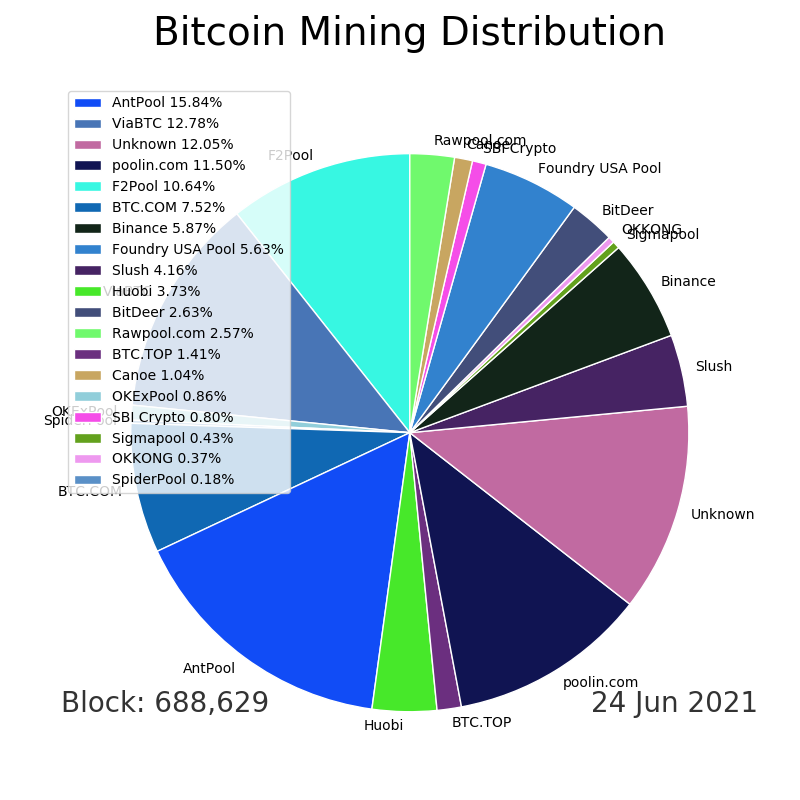 Bitcoin Mining Distribution
AntPool 15.84%
ViaBTC 12.78%
Unknown 12.05%
poolin.com 11.50%
F2Pool 10.64%
BTC.COM 7.52%
Binance 5.87%
Foundry USA Pool 5.63%
Slush 4.16%
Huobi 3.73%
BitDeer 2.63%
Rawpool.com 2.57%
BTC.TOP 1.41%
Canoe 1.04%
OKExPool 0.86%
SBI Crypto 0.80%
Sigmapool 0.43%
OKKONG 0.37%
SpiderPool 0.18%
Rawpool.com
Canoe
SBI Crypto
F2Pool
Foundry USA Pool
BitDeer
OKKONG
Sigmapool
Binance
Slush
OKExPool
SpiderPool
BTC.COM
Unknown
AntPool
poolin.com
Huobi
BTC.TOP
Block: 688,629
24 Jun 2021